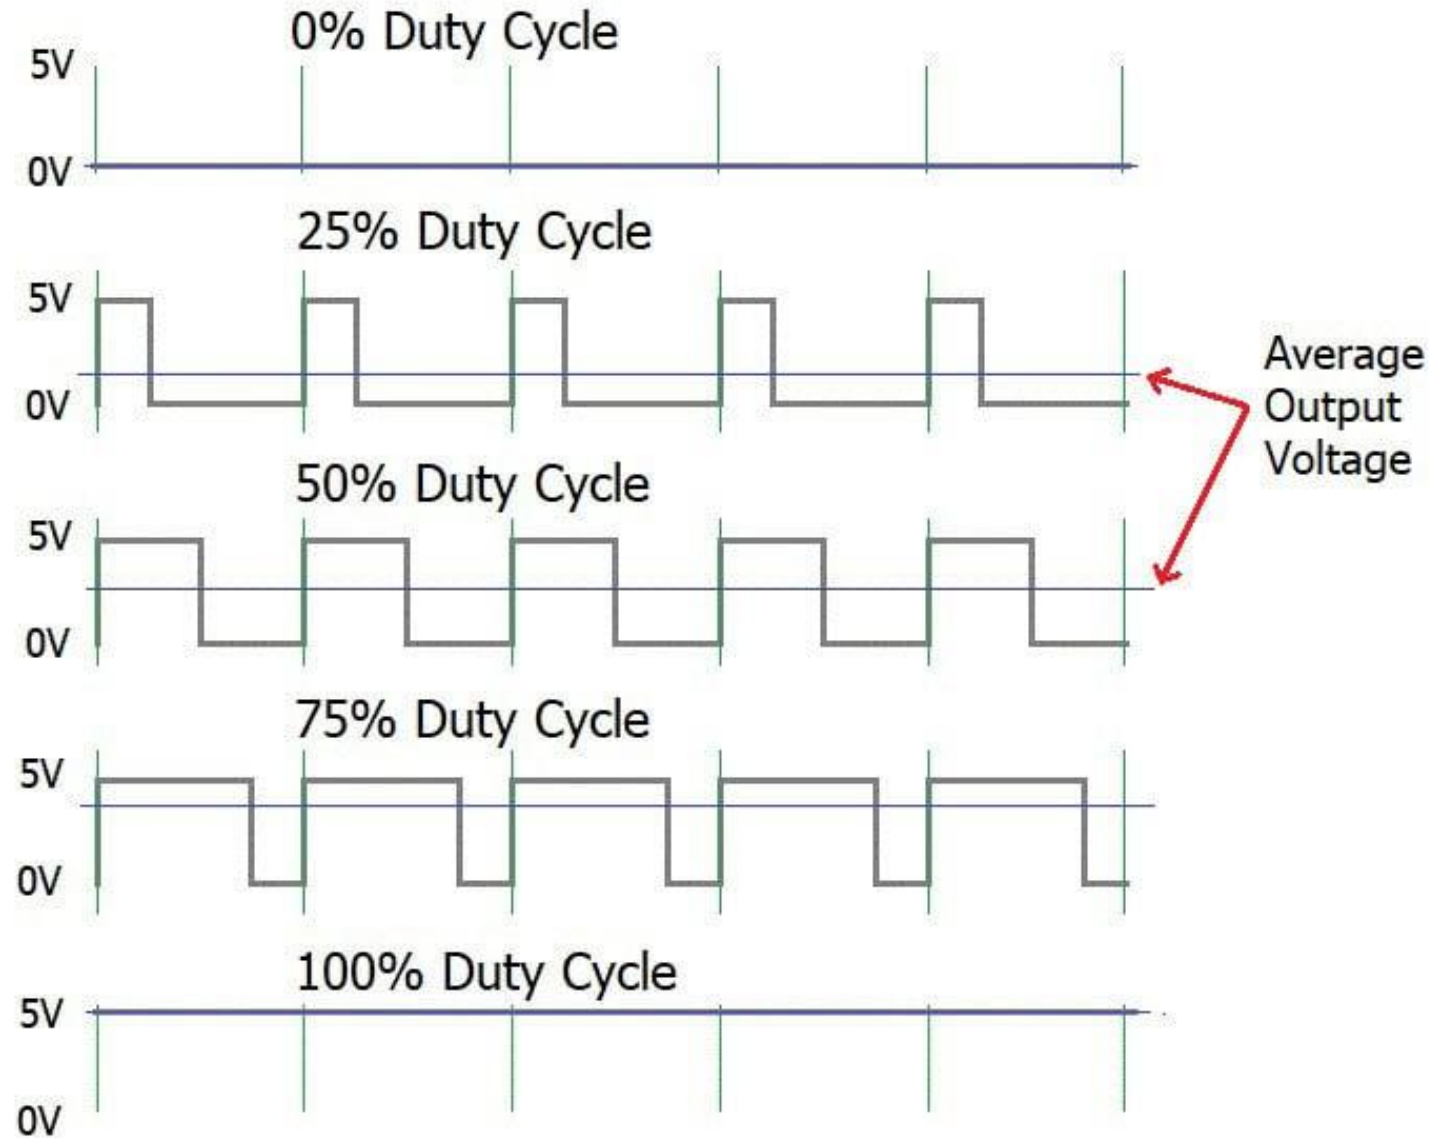 0% Duty Cycle
5V
0V
25% Duty Cycle
5V
0V
Average
Output
Voltage
50% Duty Cycle
5V
0V
75% Duty Cycle
5V
0V
100% Duty Cycle
5V
0V